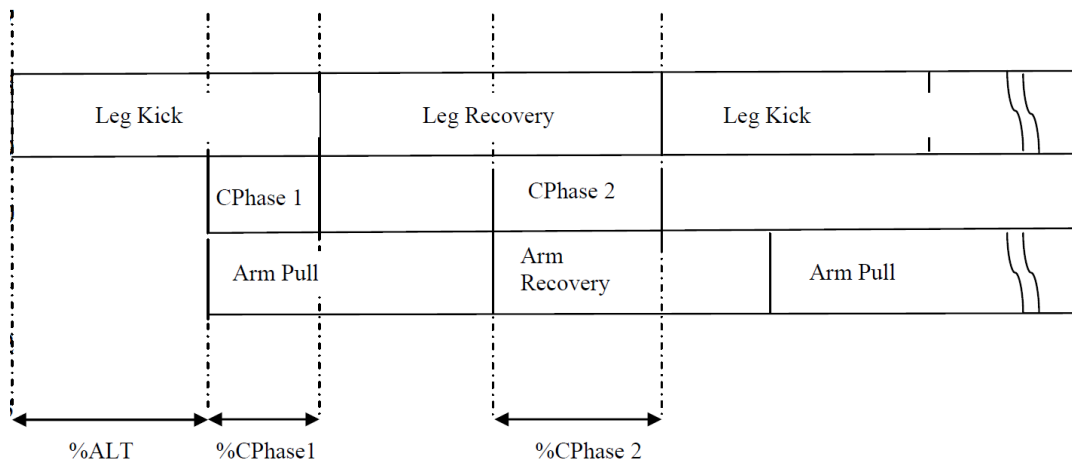 Leg Kick
Leg Recovery
Leg Kick
CPhase 1
CPhase 2
Arm Pull
Arm
Recovery
Arm Pull
%ALT
%CPhase1
%CPhase 2